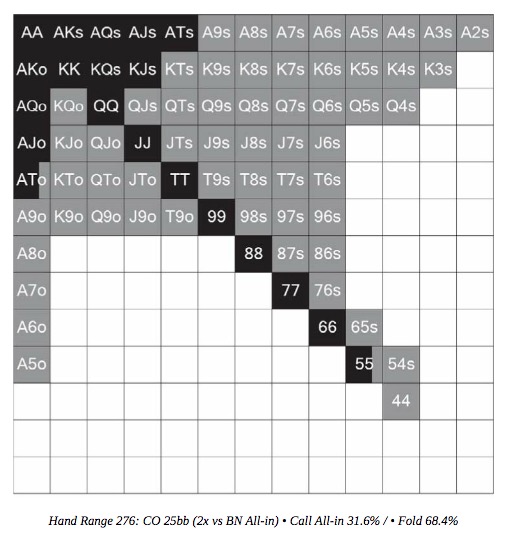 AA AKs AQs AJs ATs A9s A8s A7s A6s A5s A4s A3s A2s
AKo KK KQs KJs KTs K9s K8s K7s K6s K5s K4s K3s
AQo KQo QQ QJs QTs Q9s Q8s Q7s Q6s Q5s Q4s
AJo KJo QJo JJ JTs J9s J8s J7s J6s
ATo KTo QTo JTo TT T9s T8s T7s T6s
A9o K9o Q9o J9o T9o 99 98s 97s 96s
A8o 88 87s 86s
A7o 77 76s
A6o 66 65s
A5o 55 54s
44
Hand Range 276: CO 25bb (2x vs BN All-in) • Call All-in 31.6% / • Fold 68.4%